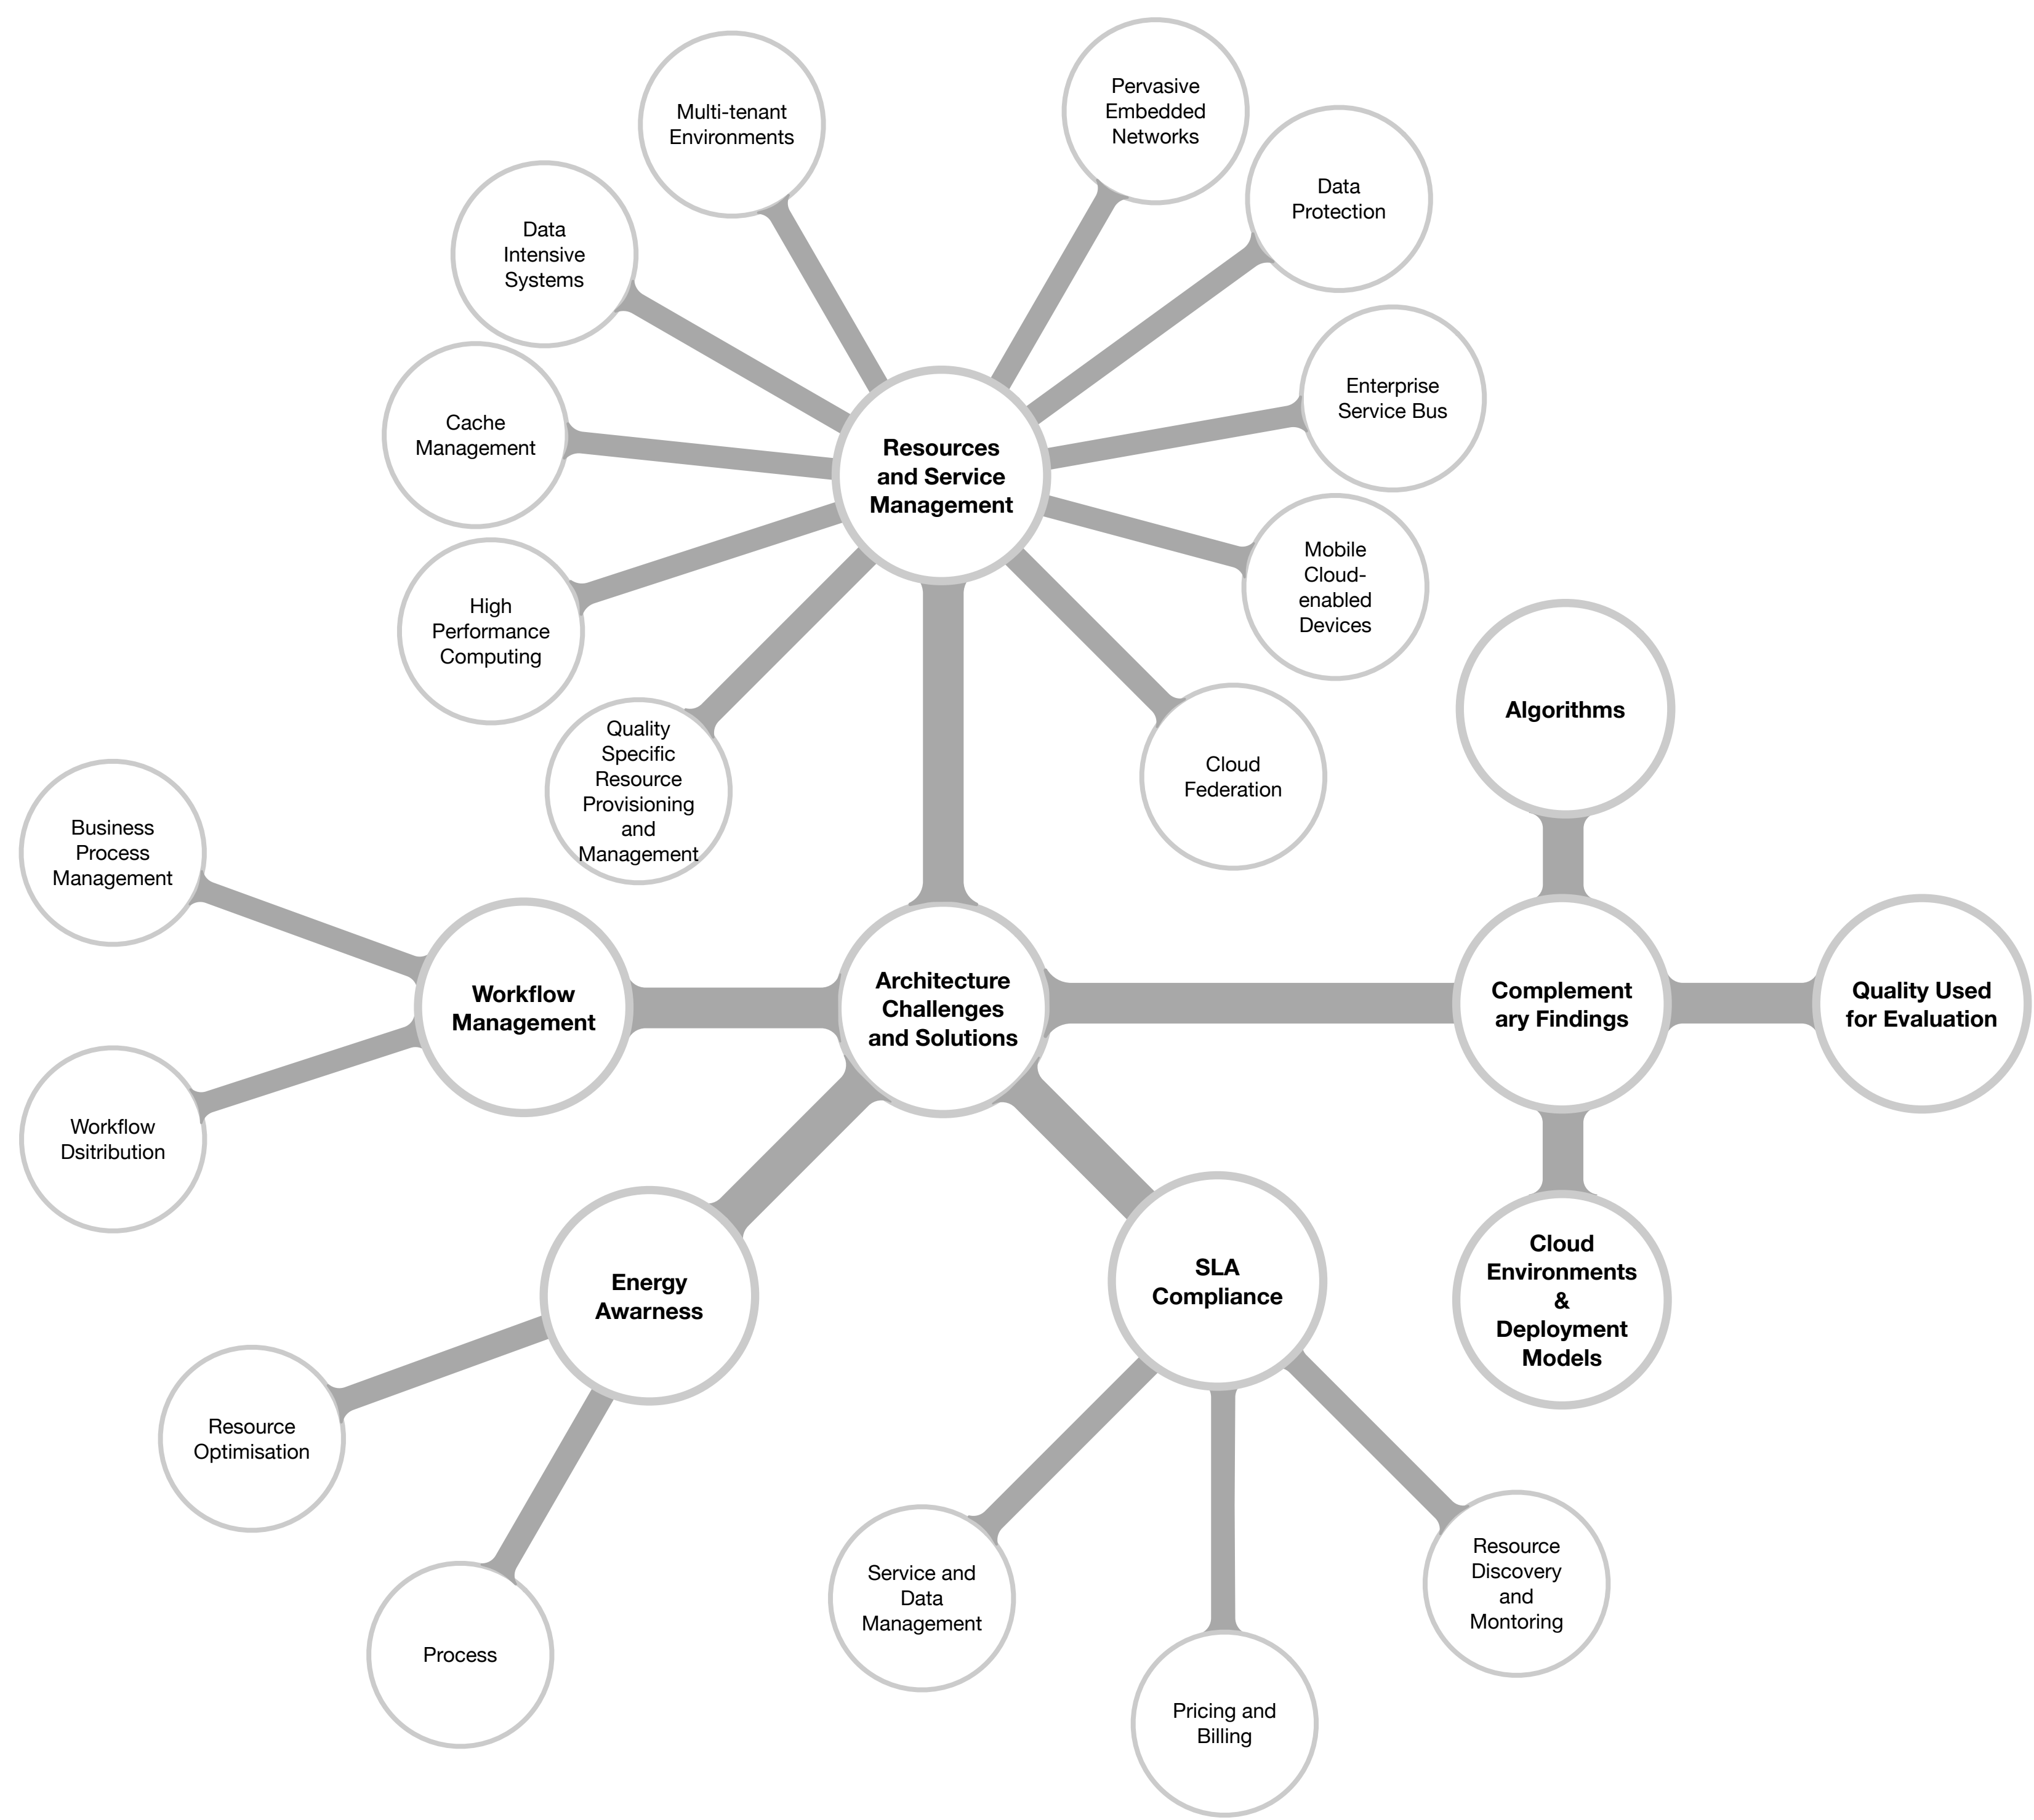 Pervasive
Embedded
Networks
Multi-tenant
Environments
Data
Protection
Data
Intensive
Systems
Enterprise
Service Bus
Cache
Management
Resources
and Service
Management
Mobile
Cloud-
enabled
Devices
High
Performance
Computing
Algorithms
Quality
Specific
Resource
Provisioning
and
Management
Cloud
Federation
Business
Process
Management
Workflow
Management
Architecture
Challenges
and Solutions
Complement
ary Findings
Quality Used
for Evaluation
Workflow
Dsitribution
Energy
Awarness
SLA
Compliance
Cloud
Environments
&
Deployment
Models
Resource
Optimisation
Service and
Data
Management
Resource
Discovery
and
Montoring
Process
Pricing and
Billing